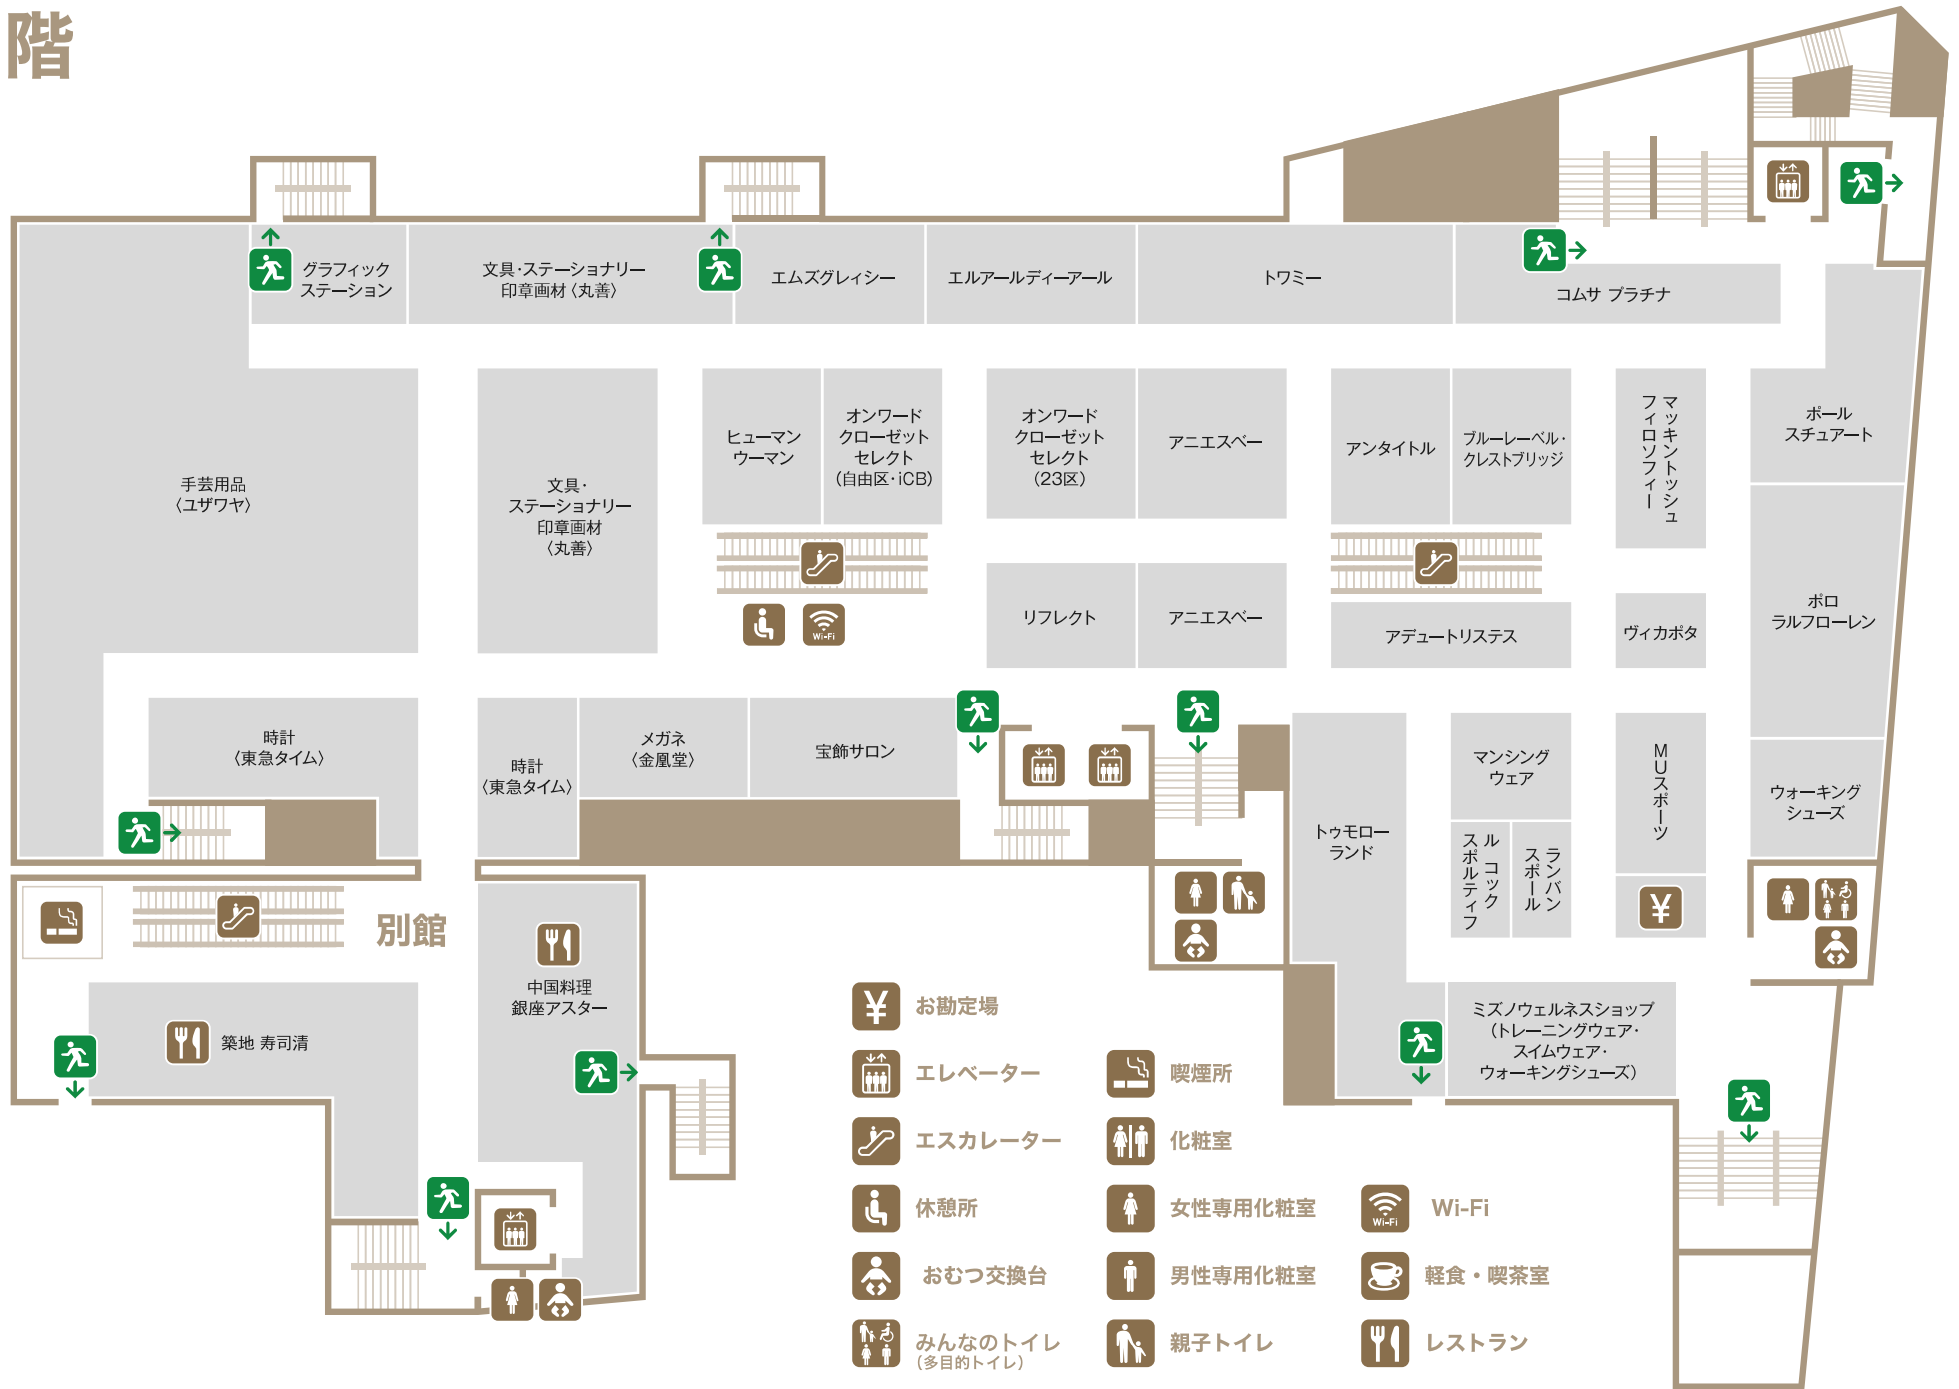 階
グラフィック
ステーション
文具・ステーショナリー
印章画材〈丸善〉
エムズグレィシー
エルアールディーアール
トワミー
コムサ プラチナ
手芸用品
〈ユザワヤ〉
文具・
ステーショナリー
印章画材
〈丸善〉
ヒューマン
ウーマン
オンワード
クローゼット
セレクト
(自由区・iCB)
オンワード
クローゼット
セレクト
(23区)
アニエスベー
アンタイトル
ブルーレーベル・
クレストブリッジ
マッキントッシュ
フィロソフィー
ポール
スチュアート
Wi-Fi
リフレクト
アニエスベー
アデュートリステス
ヴィカポタ
ポロ
ラルフローレン
時計
〈東急タイム〉
時計
〈東急タイム〉
メガネ
〈金凰堂〉
宝飾サロン
トゥモロー
ランド
マンシング
ウェア
MUスポーツ
ウォーキング
シューズ
ル コック
スポルティフ
ランバン
スポール
¥
別館
中国料理
銀座アスター
築地 寿司清
ミズノウェルネスショップ
(トレーニングウェア・
スイムウェア・
ウォーキングシューズ)
¥
お勘定場
エレベーター
喫煙所
エスカレーター
化粧室
休憩所
女性専用化粧室
Wi-Fi
Wi-Fi
おむつ交換台
男性専用化粧室
軽食・喫茶室
みんなのトイレ
(多目的トイレ)
親子トイレ
レストラン